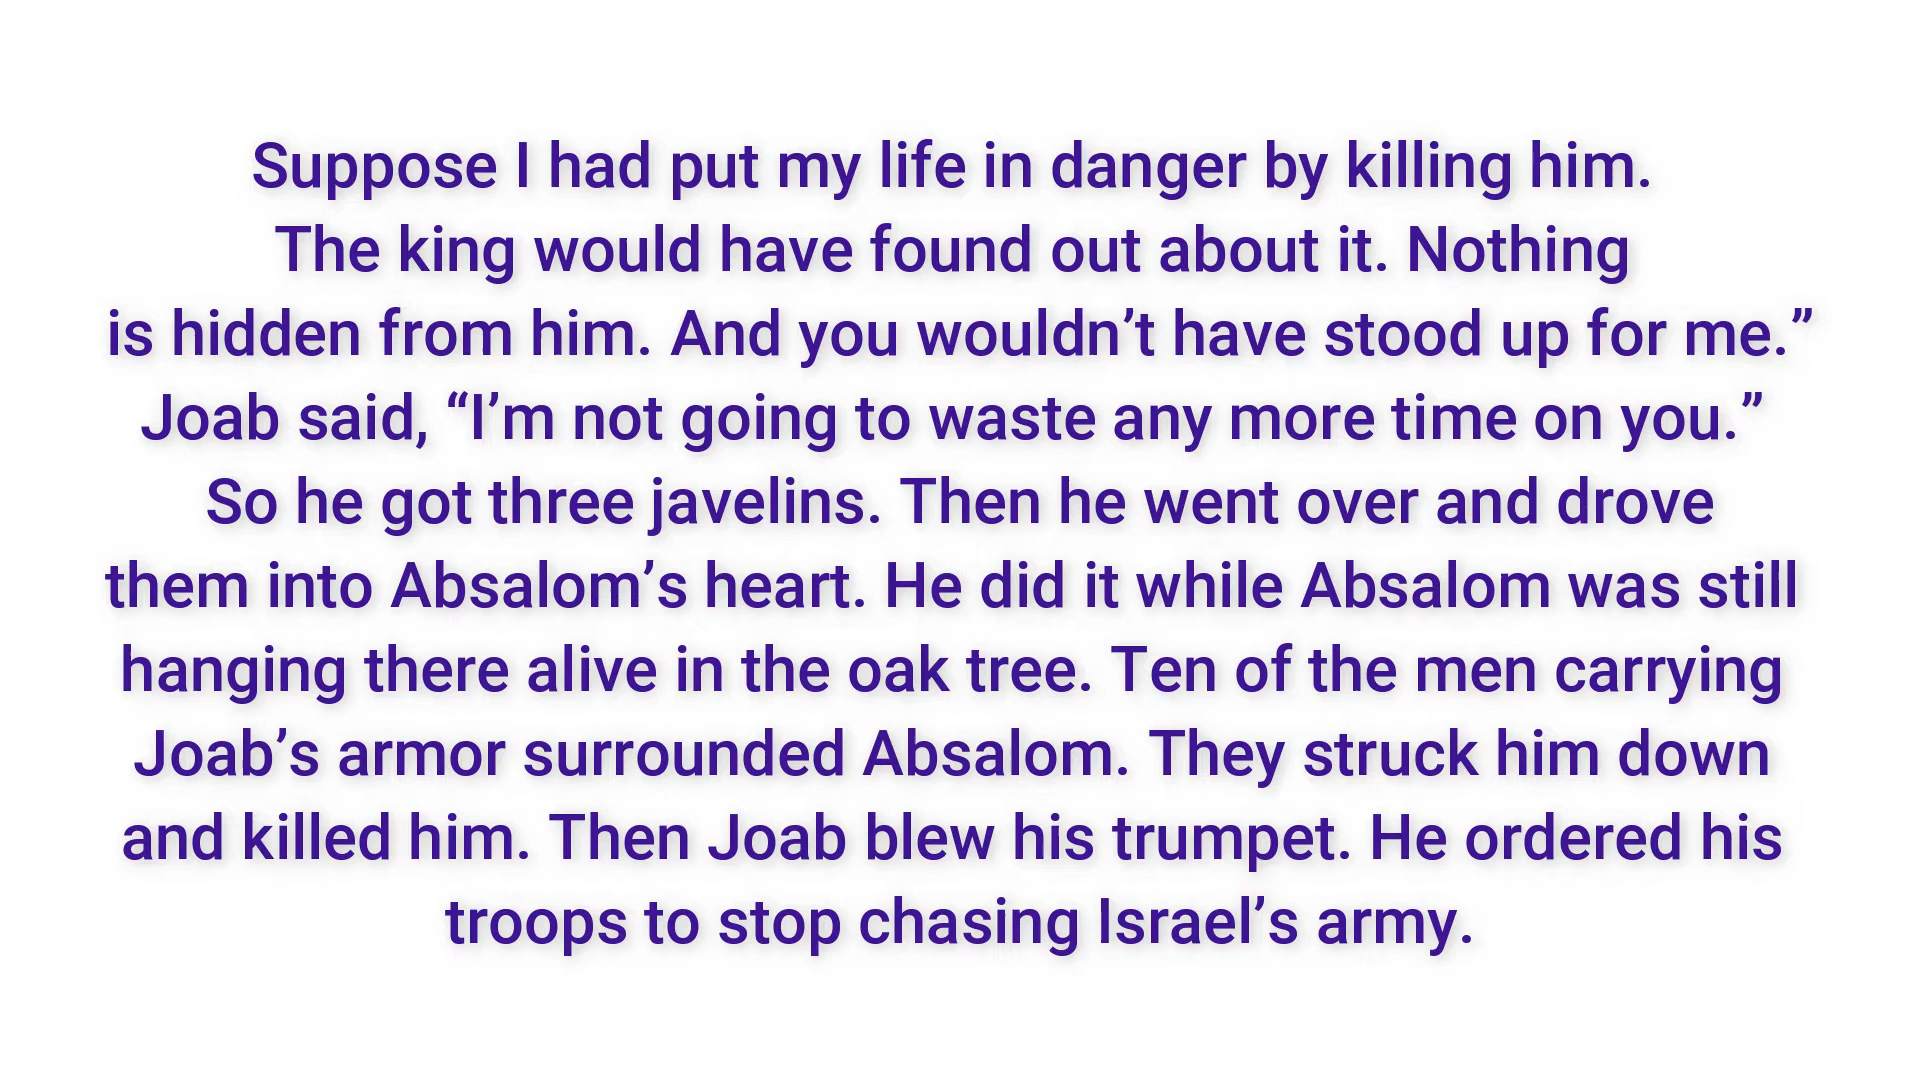 Suppose I had put my life in danger by killing him.
The king would have found out about it. Nothing
is hidden from him. And you wouldn’t have stood up for me.”
Joab said, “I’m not going to waste any more time on you.”
So he got three javelins. Then he went over and drove
them into Absalom’s heart. He did it while Absalom was still
hanging there alive in the oak tree. Ten of the men carrying
Joab’s armor surrounded Absalom. They struck him down
and killed him. Then Joab blew his trumpet. He ordered his
troops to stop chasing Israel’s army.